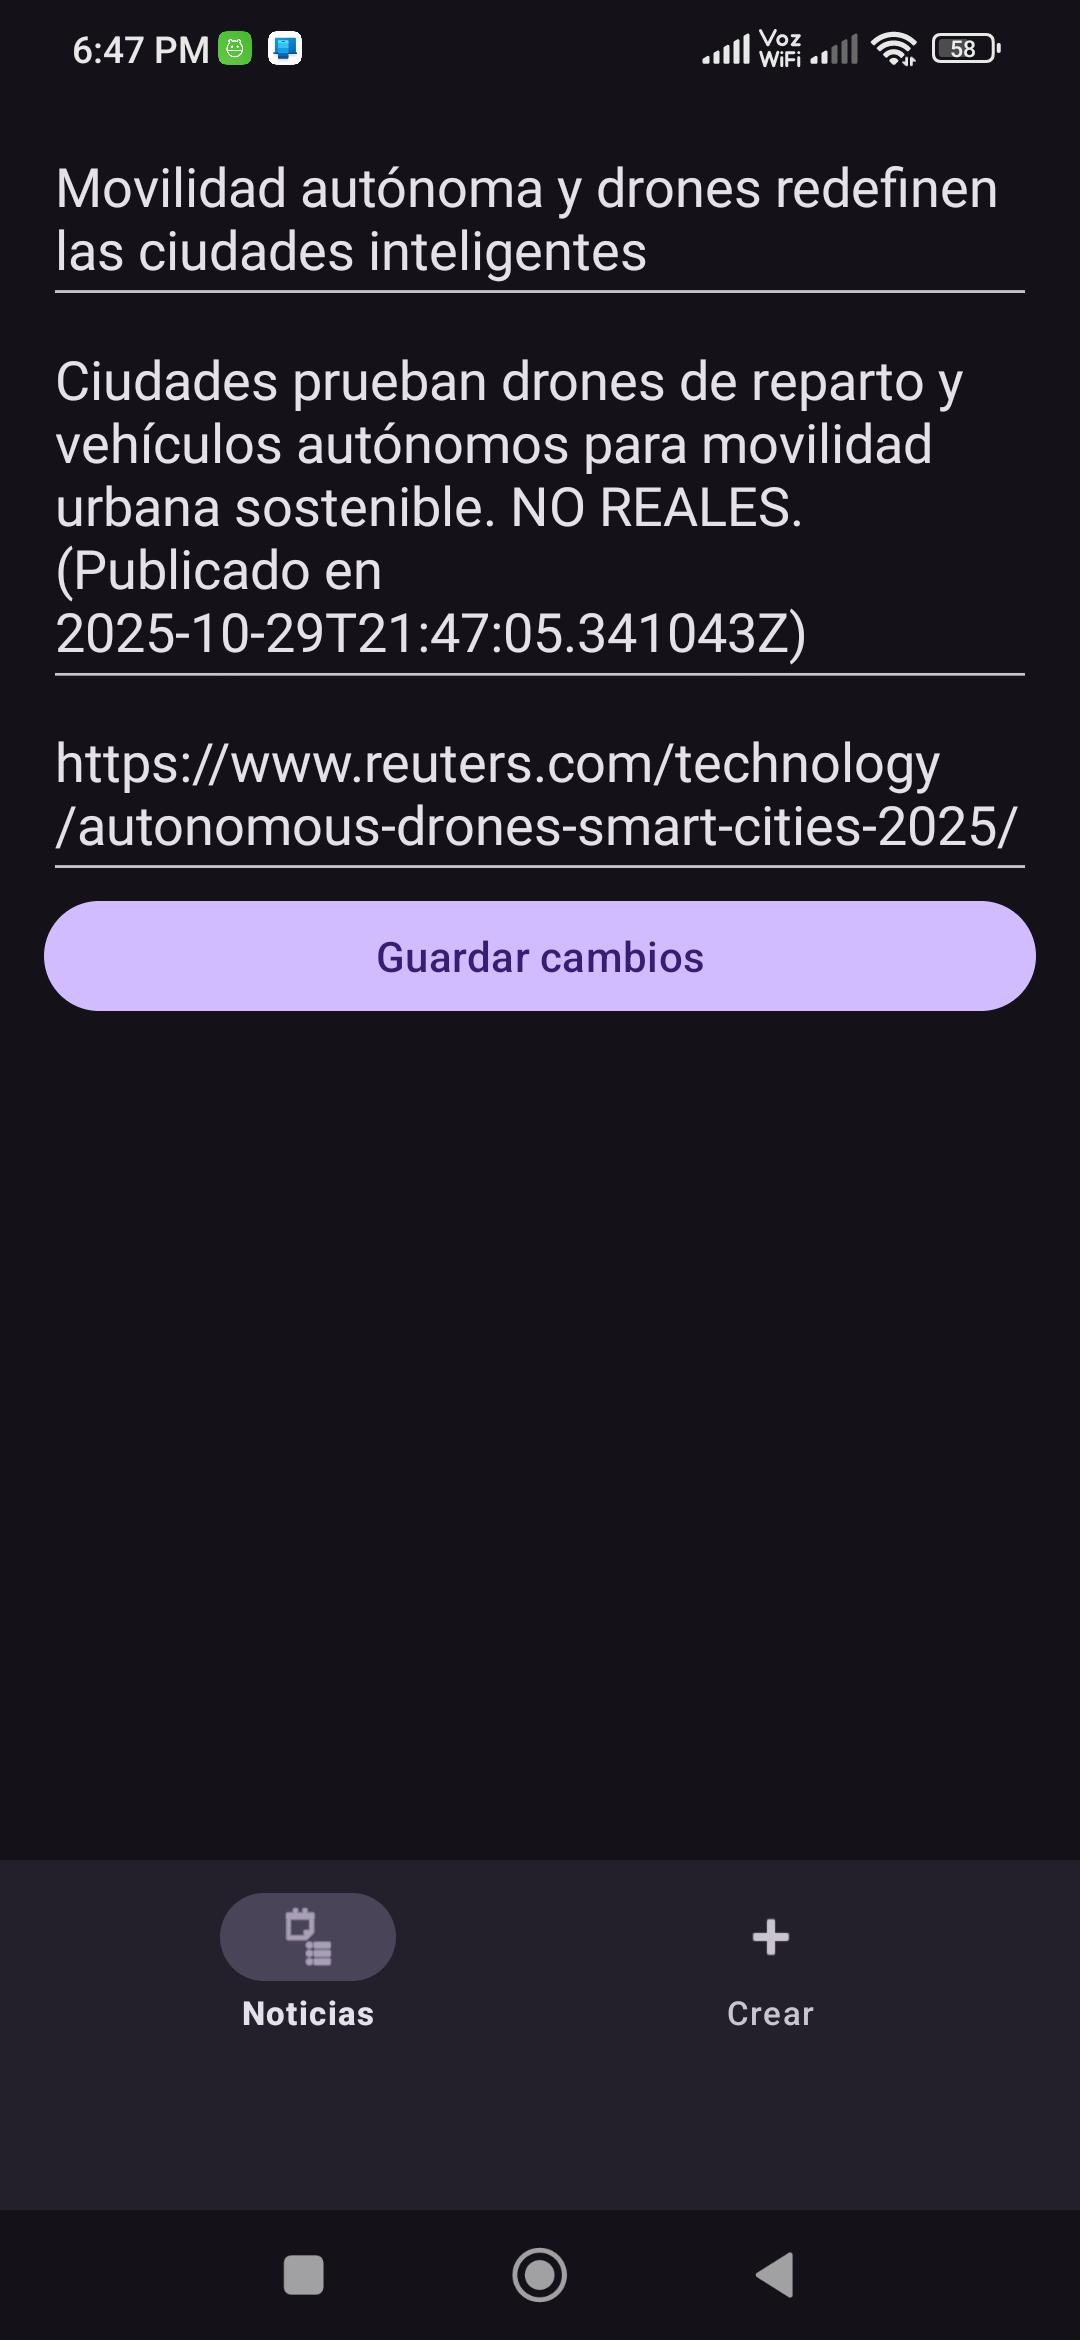 6:47 PM
Voz
WiFi
58
Movilidad autónoma y drones redefinen
las ciudades inteligentes
Ciudades prueban drones de reparto y
vehículos autónomos para movilidad
urbana sostenible. NO REALES.
(Publicado en
2025-10-29T21:47:05.341043Z)
https://www.reuters.com/technology
/autonomous-drones-smart-cities-2025/
Guardar cambios
Noticias
Crear